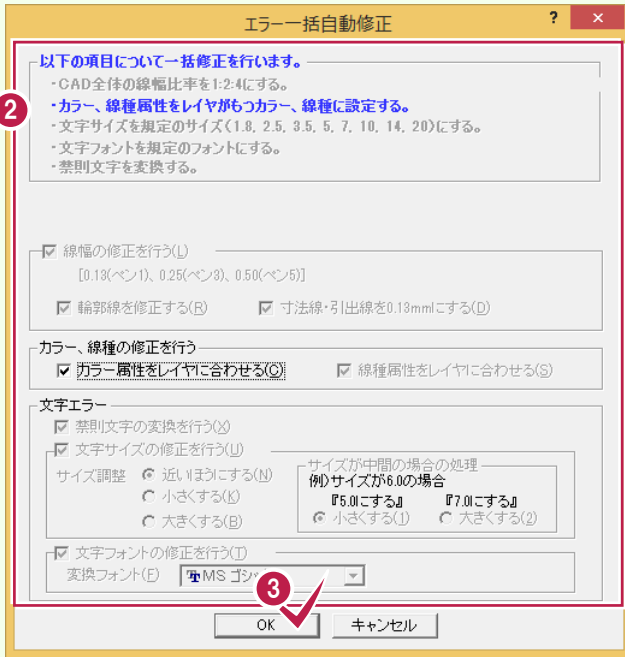 エラー一括自動修正
?
×
以下の項目について一括修正を行います。
・CAD全体の線幅比率を1:2:4にする。
・カラー、線種属性をレイヤがもつカラー、線種に設定する。
・文字サイズを規定のサイズ(1.8, 2.5, 3.5, 5, 7, 10, 14, 20)にする。
・文字フォントを規定のフォントにする。
・禁則文字を変換する。
2
線幅の修正を行う(L)
[0.13(ペン1)、0.25(ペン3)、0.50(ペン5)]
輪郭線を修正する(R)
寸法線・引出線を0.13mmにする(D)
カラー、線種の修正を行う
カラー属性をレイヤに合わせる(C)
線種属性をレイヤに合わせる(S)
文字エラー
禁則文字の変換を行う(X)
文字サイズの修正を行う(U)
サイズ調整
近いほうにする(N)
小さくする(K)
大きくする(B)
サイズが中間の場合の処理
例)サイズが6.0の場合
『5.0にする』 『7.0にする』
小さくする(1) 大きくする(2)
文字フォントの修正を行う(T)
変換フォント(F)
MS ゴシ
3
OK
キャンセル